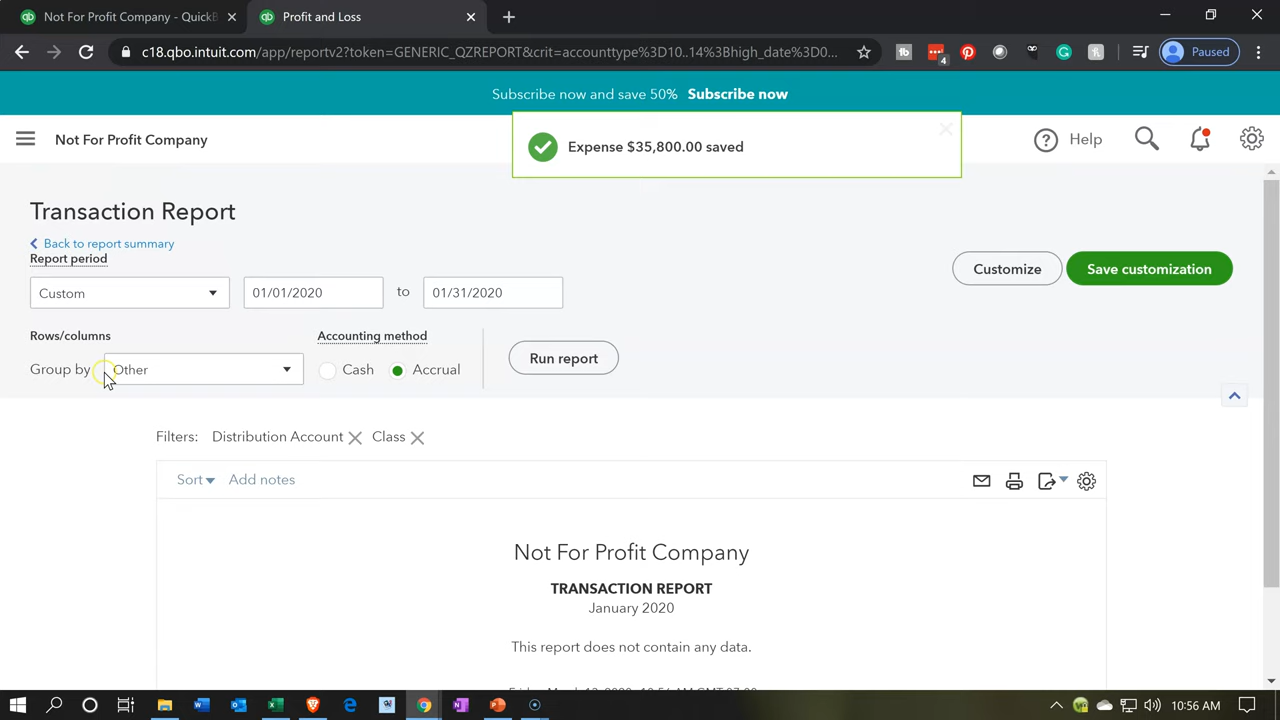 Not For Profit Company - QuickB
Profit and Loss
c18.qbo.intuit.com/app/reportv2?token=GENERIC_QZREPORT&crit=accounttype%3D10..14%3Bhigh_date%3D0...
4
Paused
Subscribe now and save 50% Subscribe now
Not For Profit Company
Expense $35,800.00 saved
Help
Transaction Report
Back to report summary
Report period
Custom
01/01/2020
to
01/31/2020
Customize
Save customization
Rows/columns
Accounting method
Group by
Other
Cash
Accrual
Run report
Filters: Distribution Account Class
Sort
Add notes
Not For Profit Company
TRANSACTION REPORT
January 2020
This report does not contain any data.
10:56 AM